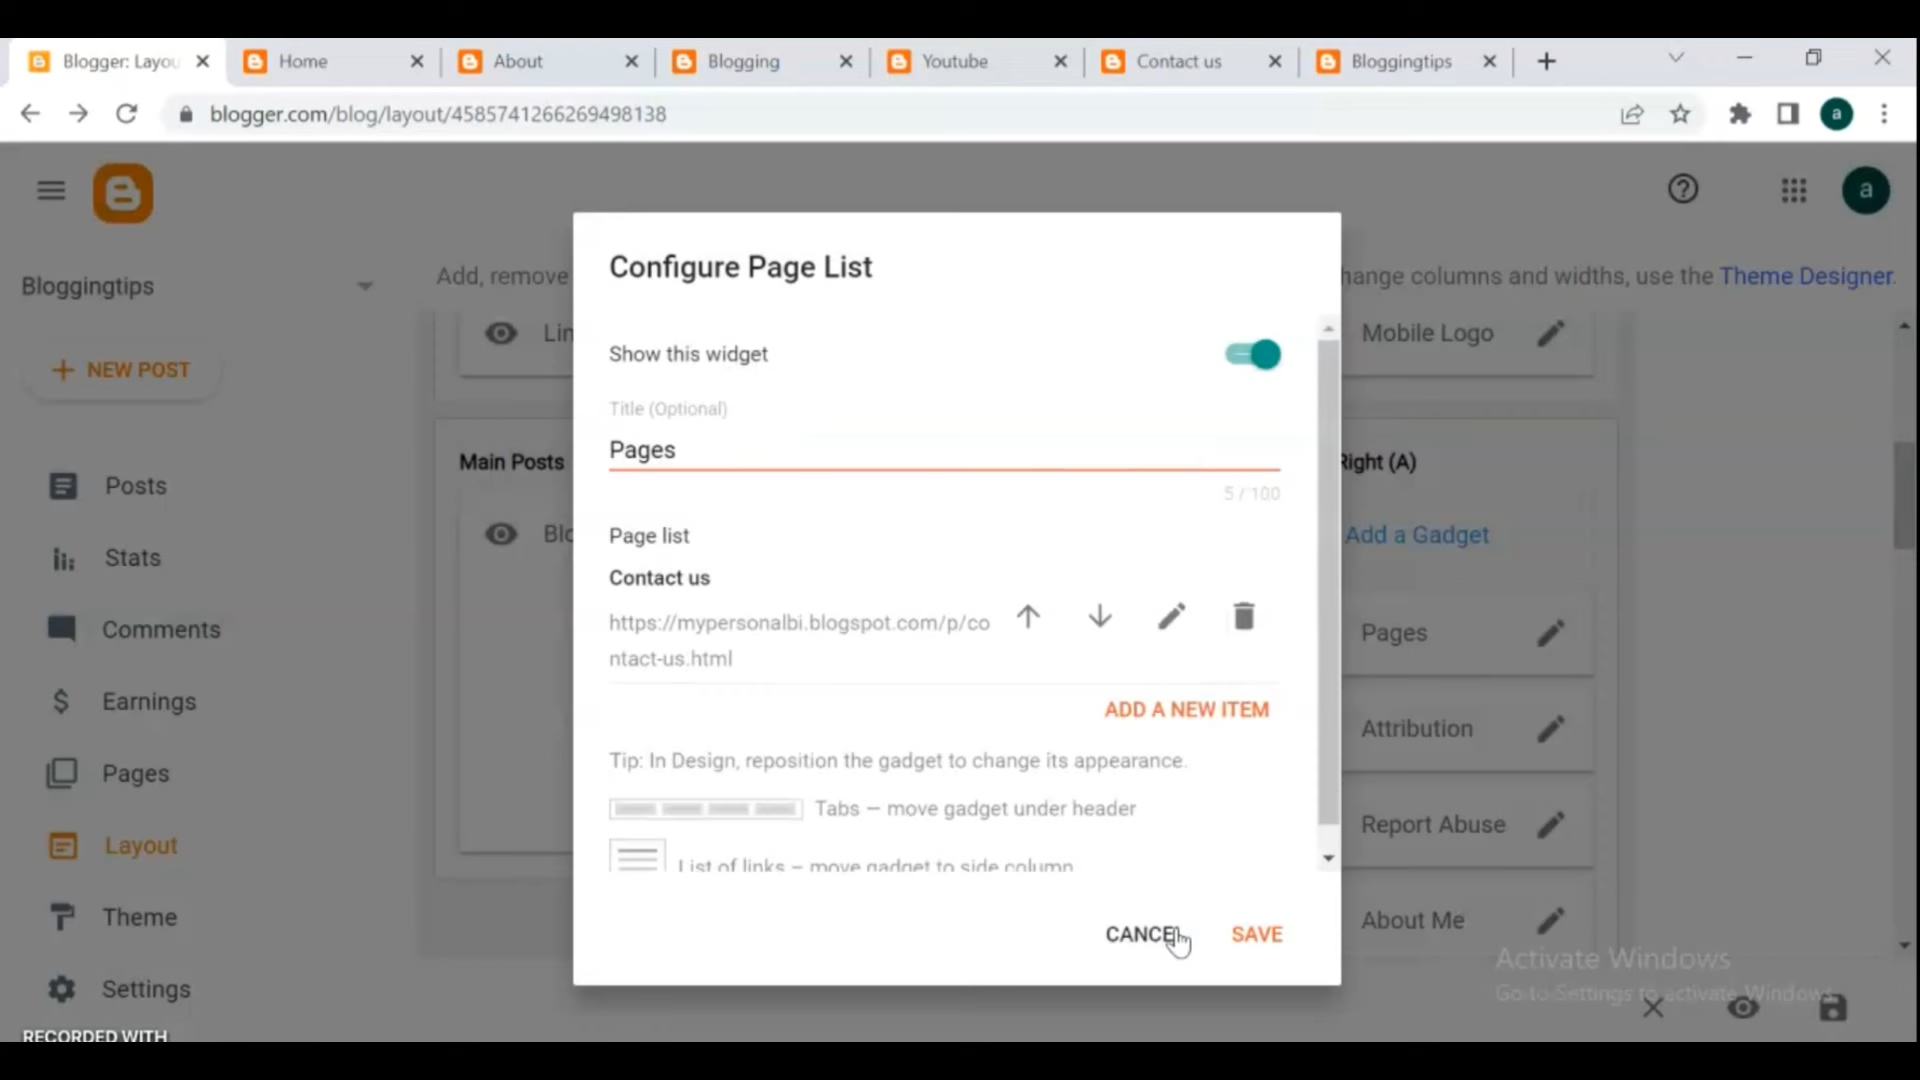 Blogger: Layou
Home
About
Blogging
Youtube
Contact us
Bloggingtips
blogger.com/blog/layout/4585741266269498138
a
a
Bloggingtips
Add, remove
hange columns and widths, use the Theme Designer.
NEW POST
Posts
Stats
Comments
Earnings
Pages
Layout
Theme
Settings
Lin
Main Posts
Blo
Configure Page List
Show this widget
Title (Optional)
Pages
5 / 100
Page list
Contact us
https://mypersonalbi.blogspot.com/p/co
ntact-us.html
ADD A NEW ITEM
Tip: In Design, reposition the gadget to change its appearance.
Tabs – move gadget under header
List of links – move gadget to side column
CANCEL
SAVE
Mobile Logo
Right (A)
Add a Gadget
Pages
Attribution
Report Abuse
About Me
Activate Windows
Go to Settings to activate Windows.
RECORDED WITH